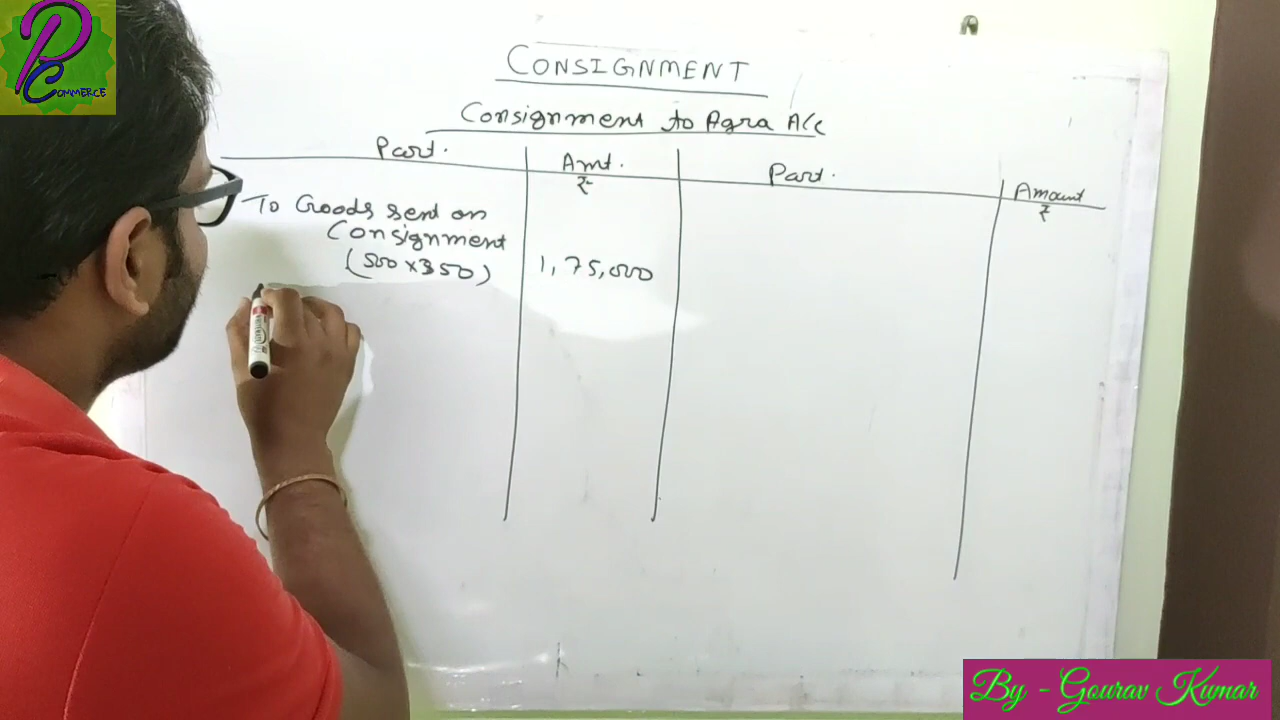 PC COMMERCE
CONSIGNMENT
Consignment to Agra A/c
Part. Amt. Part. Amount
₹ ₹
To Goods sent on
Consignment
(500 x 350) 1,75,000
By - Gourav Kumar